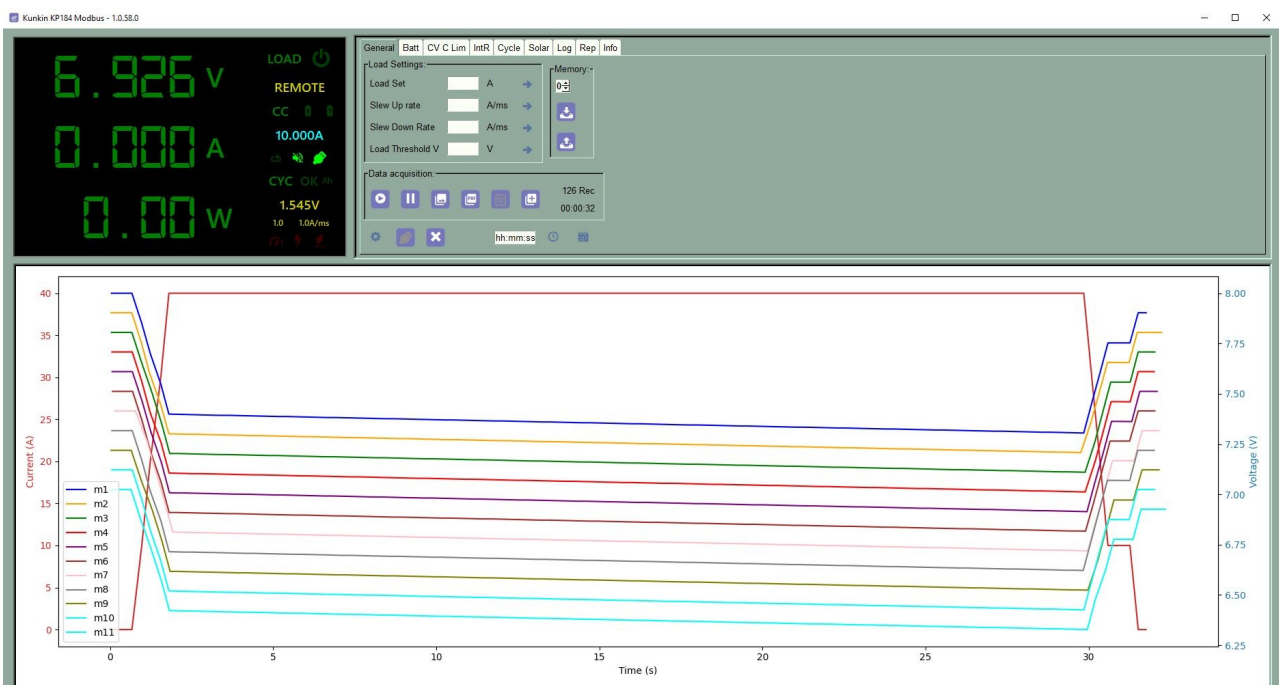 Kunkin KP184 Modbus - 1.0.58.0
6.926 V
0.000 A
0.00 W
LOAD
REMOTE
CC
10.000A
CYC OK Ah
1.545V
1.0 1.0A/ms
General Batt CV C Lim IntR Cycle Solar Log Rep Info
Load Settings:
Load Set A
Slew Up rate A/ms
Slew Down Rate A/ms
Load Threshold V V
Memory:
0
Data acquisition:
126 Rec
00:00:32
hh:mm:ss
Current (A)
40
35
30
25
20
15
10
5
0
m1
m2
m3
m4
m5
m6
m7
m8
m9
m10
m11
8.00
7.75
7.50
7.25
7.00
6.75
6.50
6.25
Voltage (V)
0 5 10 15 20 25 30
Time (s)